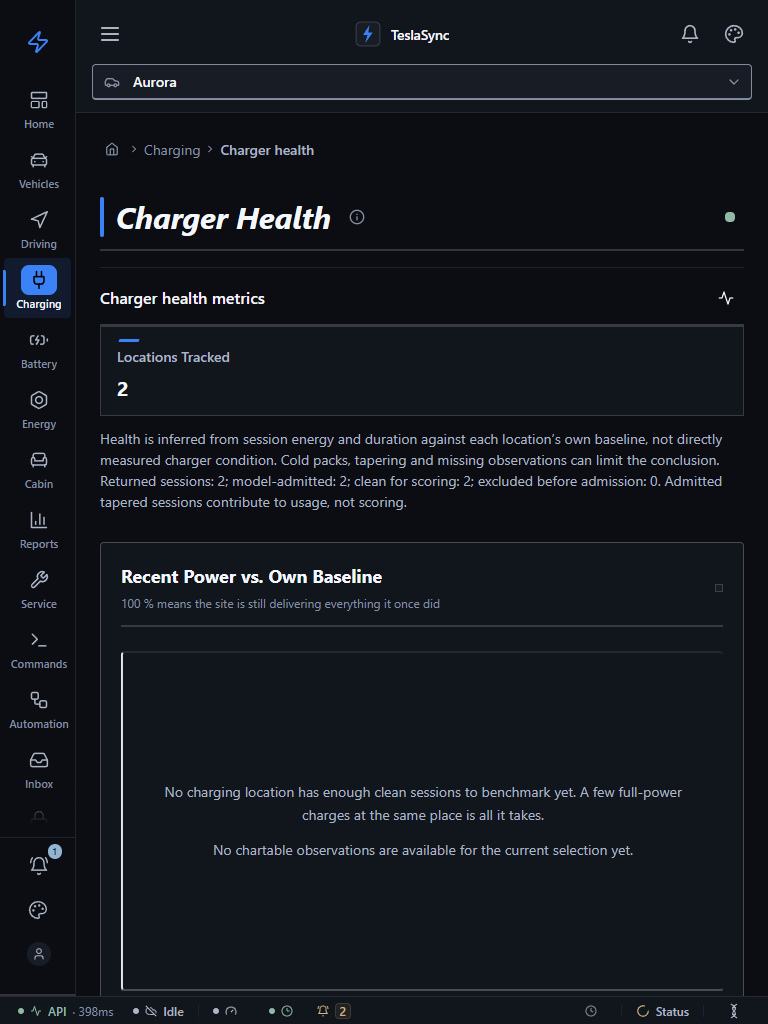 TeslaSync
Aurora
Home
Vehicles
Driving
Charging
Battery
Energy
Cabin
Reports
Service
Commands
Automation
Inbox
1
Charging
Charger health
Charger Health
Charger health metrics
Locations Tracked
2
Health is inferred from session energy and duration against each location's own baseline, not directly
measured charger condition. Cold packs, tapering and missing observations can limit the conclusion.
Returned sessions: 2; model-admitted: 2; clean for scoring: 2; excluded before admission: 0. Admitted
tapered sessions contribute to usage, not scoring.
Recent Power vs. Own Baseline
100 % means the site is still delivering everything it once did
No charging location has enough clean sessions to benchmark yet. A few full-power
charges at the same place is all it takes.
No chartable observations are available for the current selection yet.
API · 398ms
Idle
2
Status